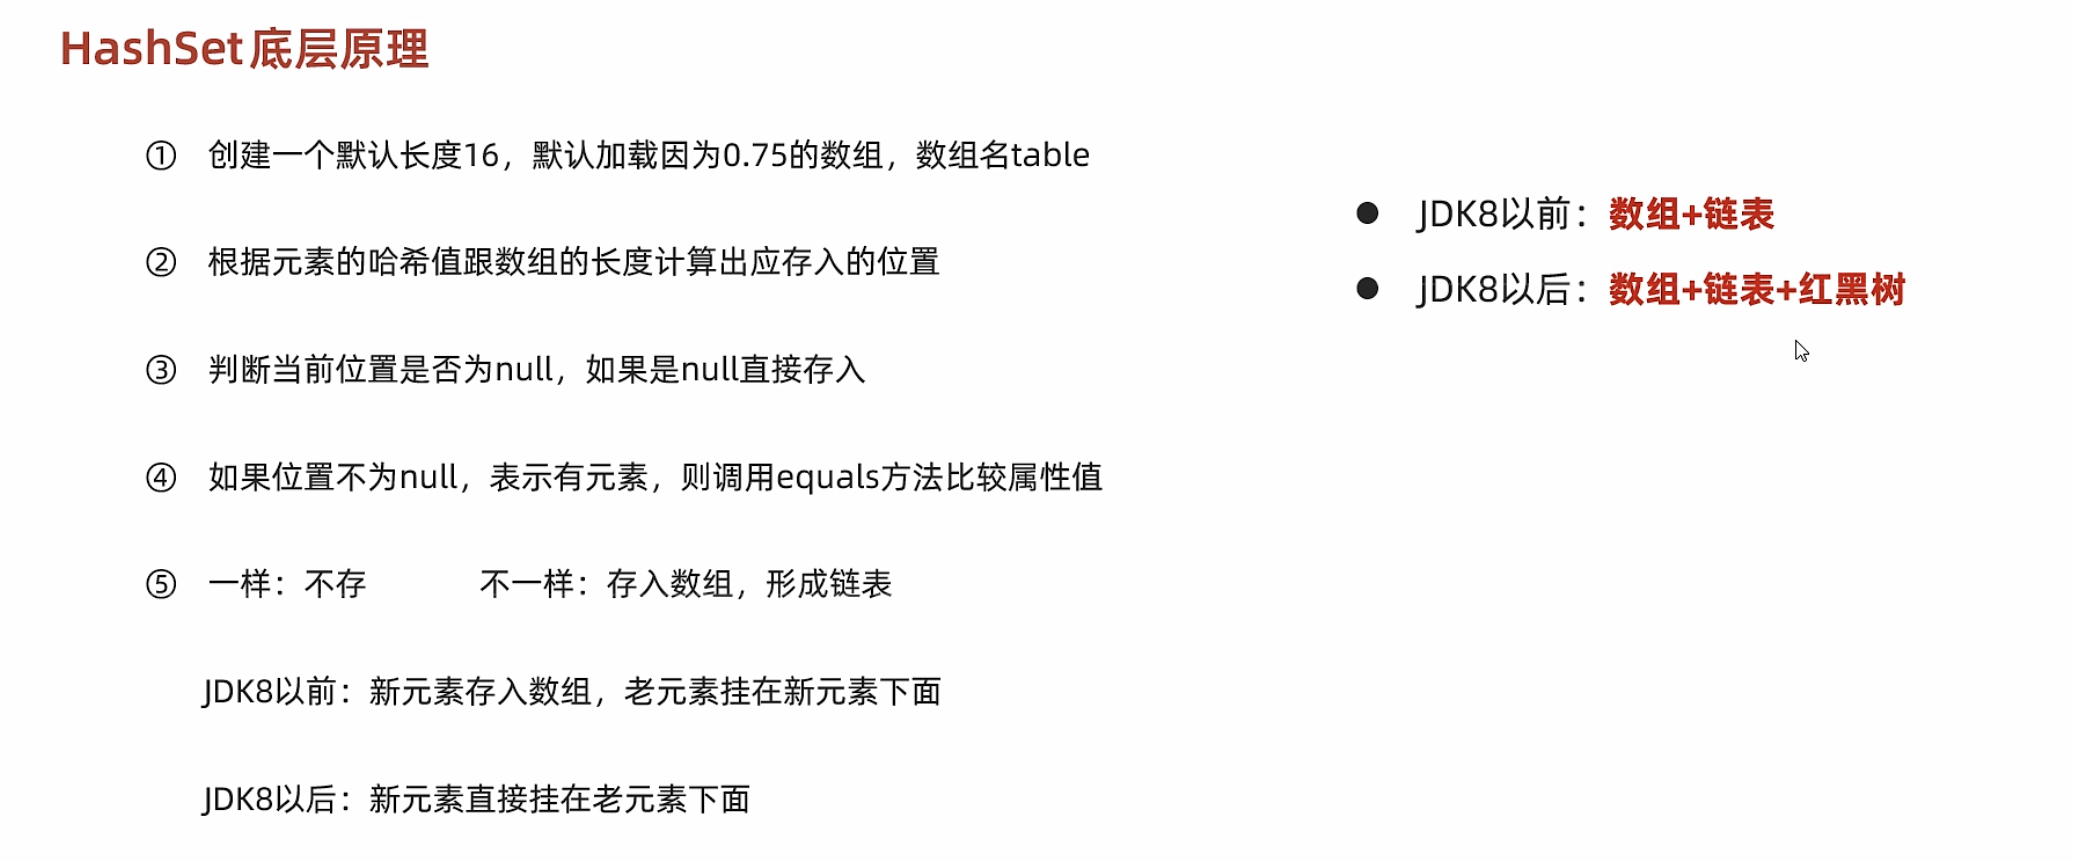 HashSet底层原理
① 创建一个默认长度16，默认加载因为0.75的数组，数组名table
② 根据元素的哈希值跟数组的长度计算出应存入的位置
③ 判断当前位置是否为null，如果是null直接存入
④ 如果位置不为null，表示有元素，则调用equals方法比较属性值
⑤ 一样：不存 不一样：存入数组，形成链表
JDK8以前：新元素存入数组，老元素挂在新元素下面
JDK8以后：新元素直接挂在老元素下面
● JDK8以前：数组+链表
● JDK8以后：数组+链表+红黑树